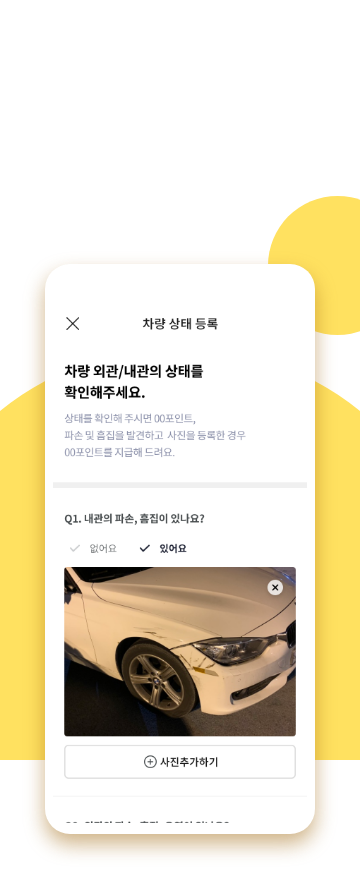 차량 상태 등록
차량 외관/내관의 상태를
확인해주세요.
상태를 확인해 주시면 00포인트,
파손 및 흠집을 발견하고 사진을 등록한 경우
00포인트를 지급해 드려요.
Q1. 내관의 파손, 흠집이 있나요?
없어요 있어요
사진추가하기